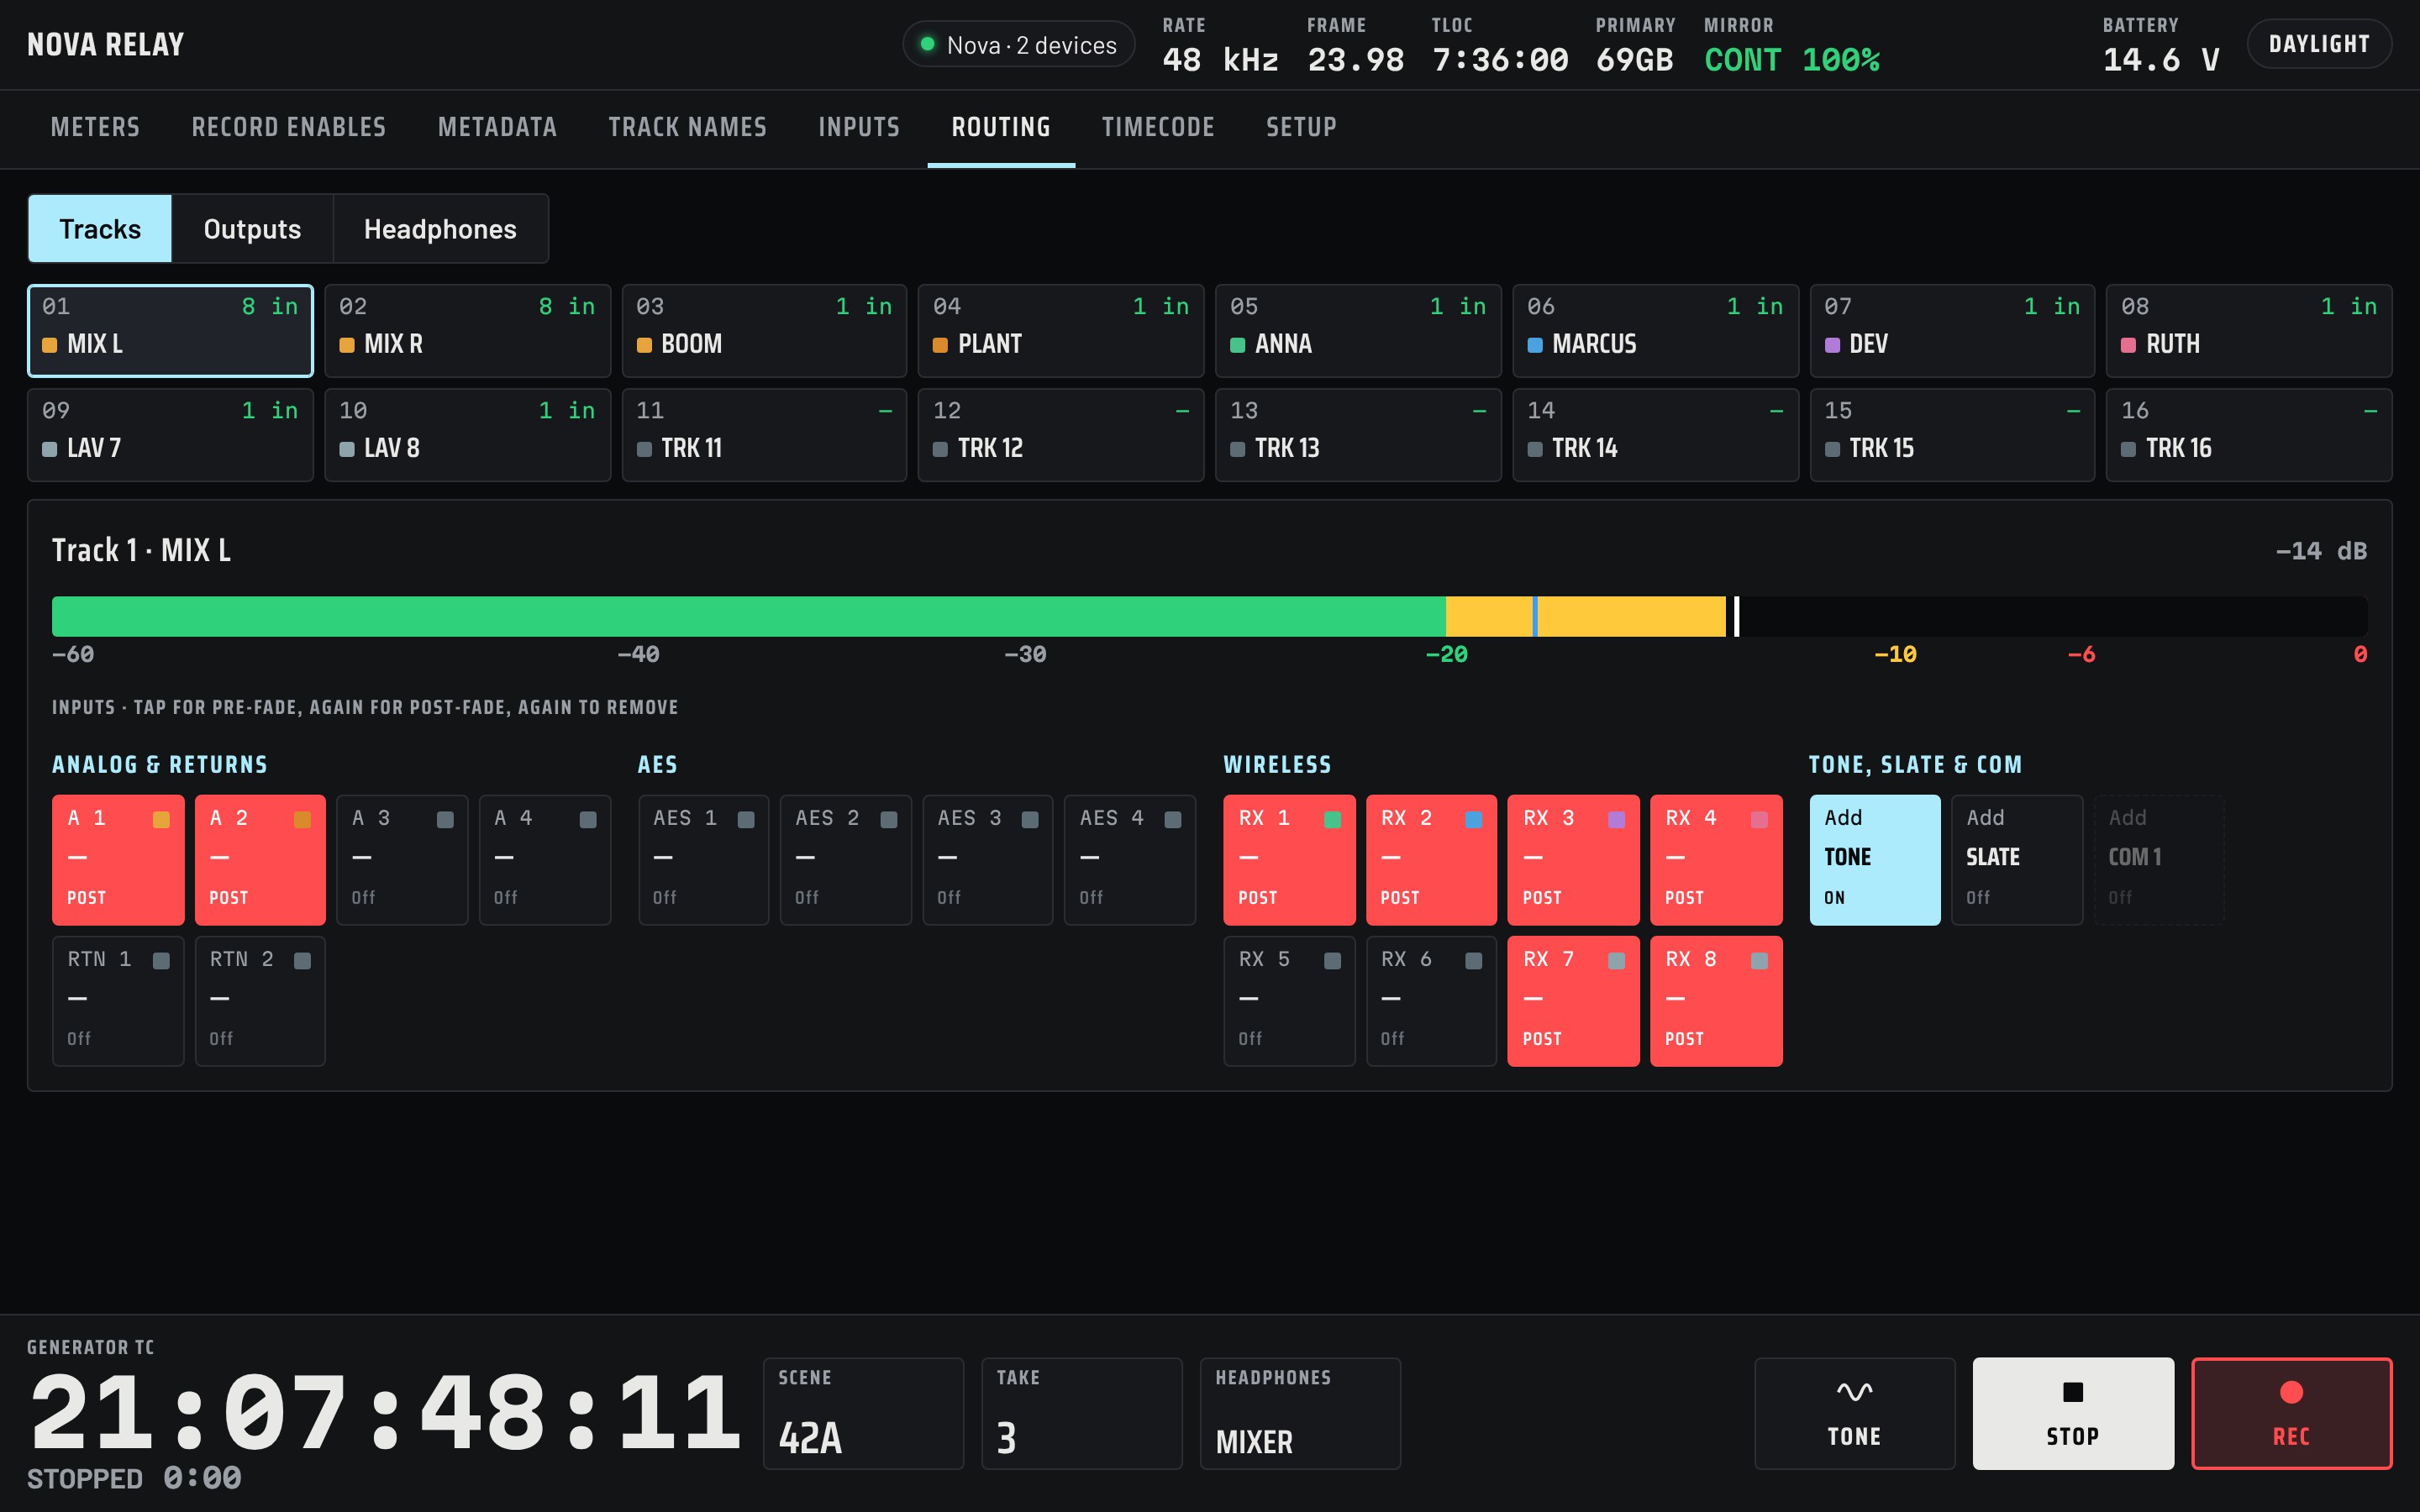 NOVA RELAY
Nova · 2 devices
RATE
48 kHz
FRAME
23.98
TLOC
7:36:00
PRIMARY
69GB
MIRROR
CONT 100%
BATTERY
14.6 V
DAYLIGHT
METERS
RECORD ENABLES
METADATA
TRACK NAMES
INPUTS
ROUTING
TIMECODE
SETUP
Tracks
Outputs
Headphones
01 8 in
MIX L
02 8 in
MIX R
03 1 in
BOOM
04 1 in
PLANT
05 1 in
ANNA
06 1 in
MARCUS
07 1 in
DEV
08 1 in
RUTH
09 1 in
LAV 7
10 1 in
LAV 8
11 –
TRK 11
12 –
TRK 12
13 –
TRK 13
14 –
TRK 14
15 –
TRK 15
16 –
TRK 16
Track 1 · MIX L
−14 dB
−60 −40 −30 −20 −10 −6 0
INPUTS · TAP FOR PRE-FADE, AGAIN FOR POST-FADE, AGAIN TO REMOVE
ANALOG & RETURNS
A 1
—
POST
A 2
—
POST
A 3
—
Off
A 4
—
Off
RTN 1
—
Off
RTN 2
—
Off
AES
AES 1
—
Off
AES 2
—
Off
AES 3
—
Off
AES 4
—
Off
WIRELESS
RX 1
—
POST
RX 2
—
POST
RX 3
—
POST
RX 4
—
POST
RX 5
—
Off
RX 6
—
Off
RX 7
—
POST
RX 8
—
POST
TONE, SLATE & COM
Add
TONE
ON
Add
SLATE
Off
Add
COM 1
Off
GENERATOR TC
21:07:48:11
STOPPED 0:00
SCENE
42A
TAKE
3
HEADPHONES
MIXER
TONE
STOP
REC